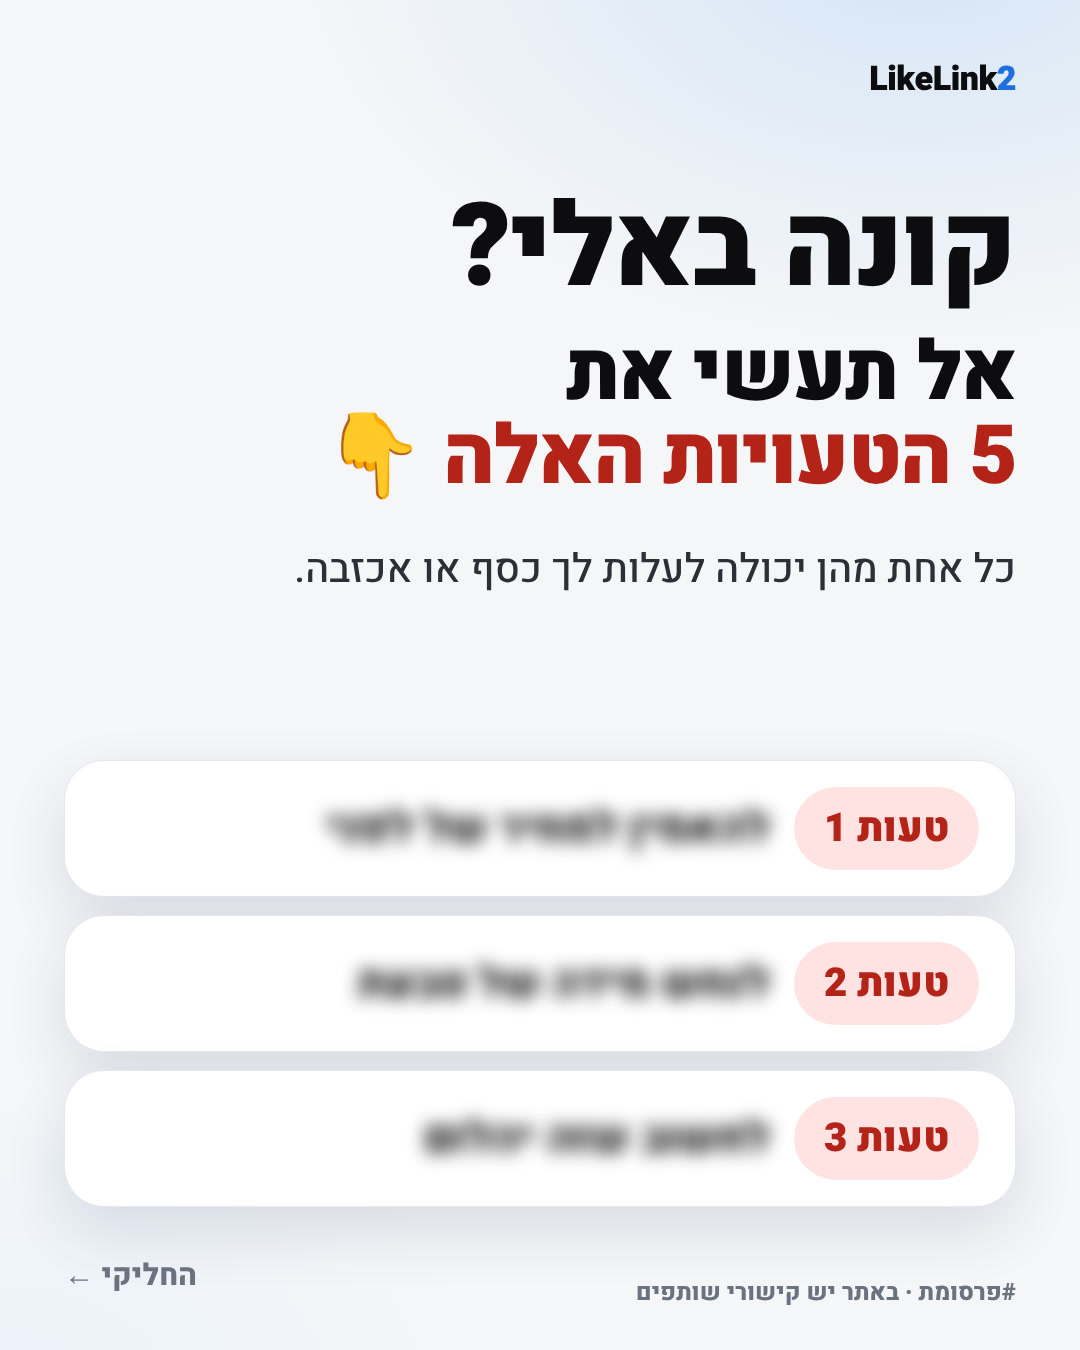 LikeLink2
קונה באלי?
אל תעשי את
5 הטעויות האלה 👇
כל אחת מהן יכולה לעלות לך כסף או אכזבה.
טעות 1
טעות 2
טעות 3
#פרסומת · באתר יש קישורי שותפים
החליקי ←